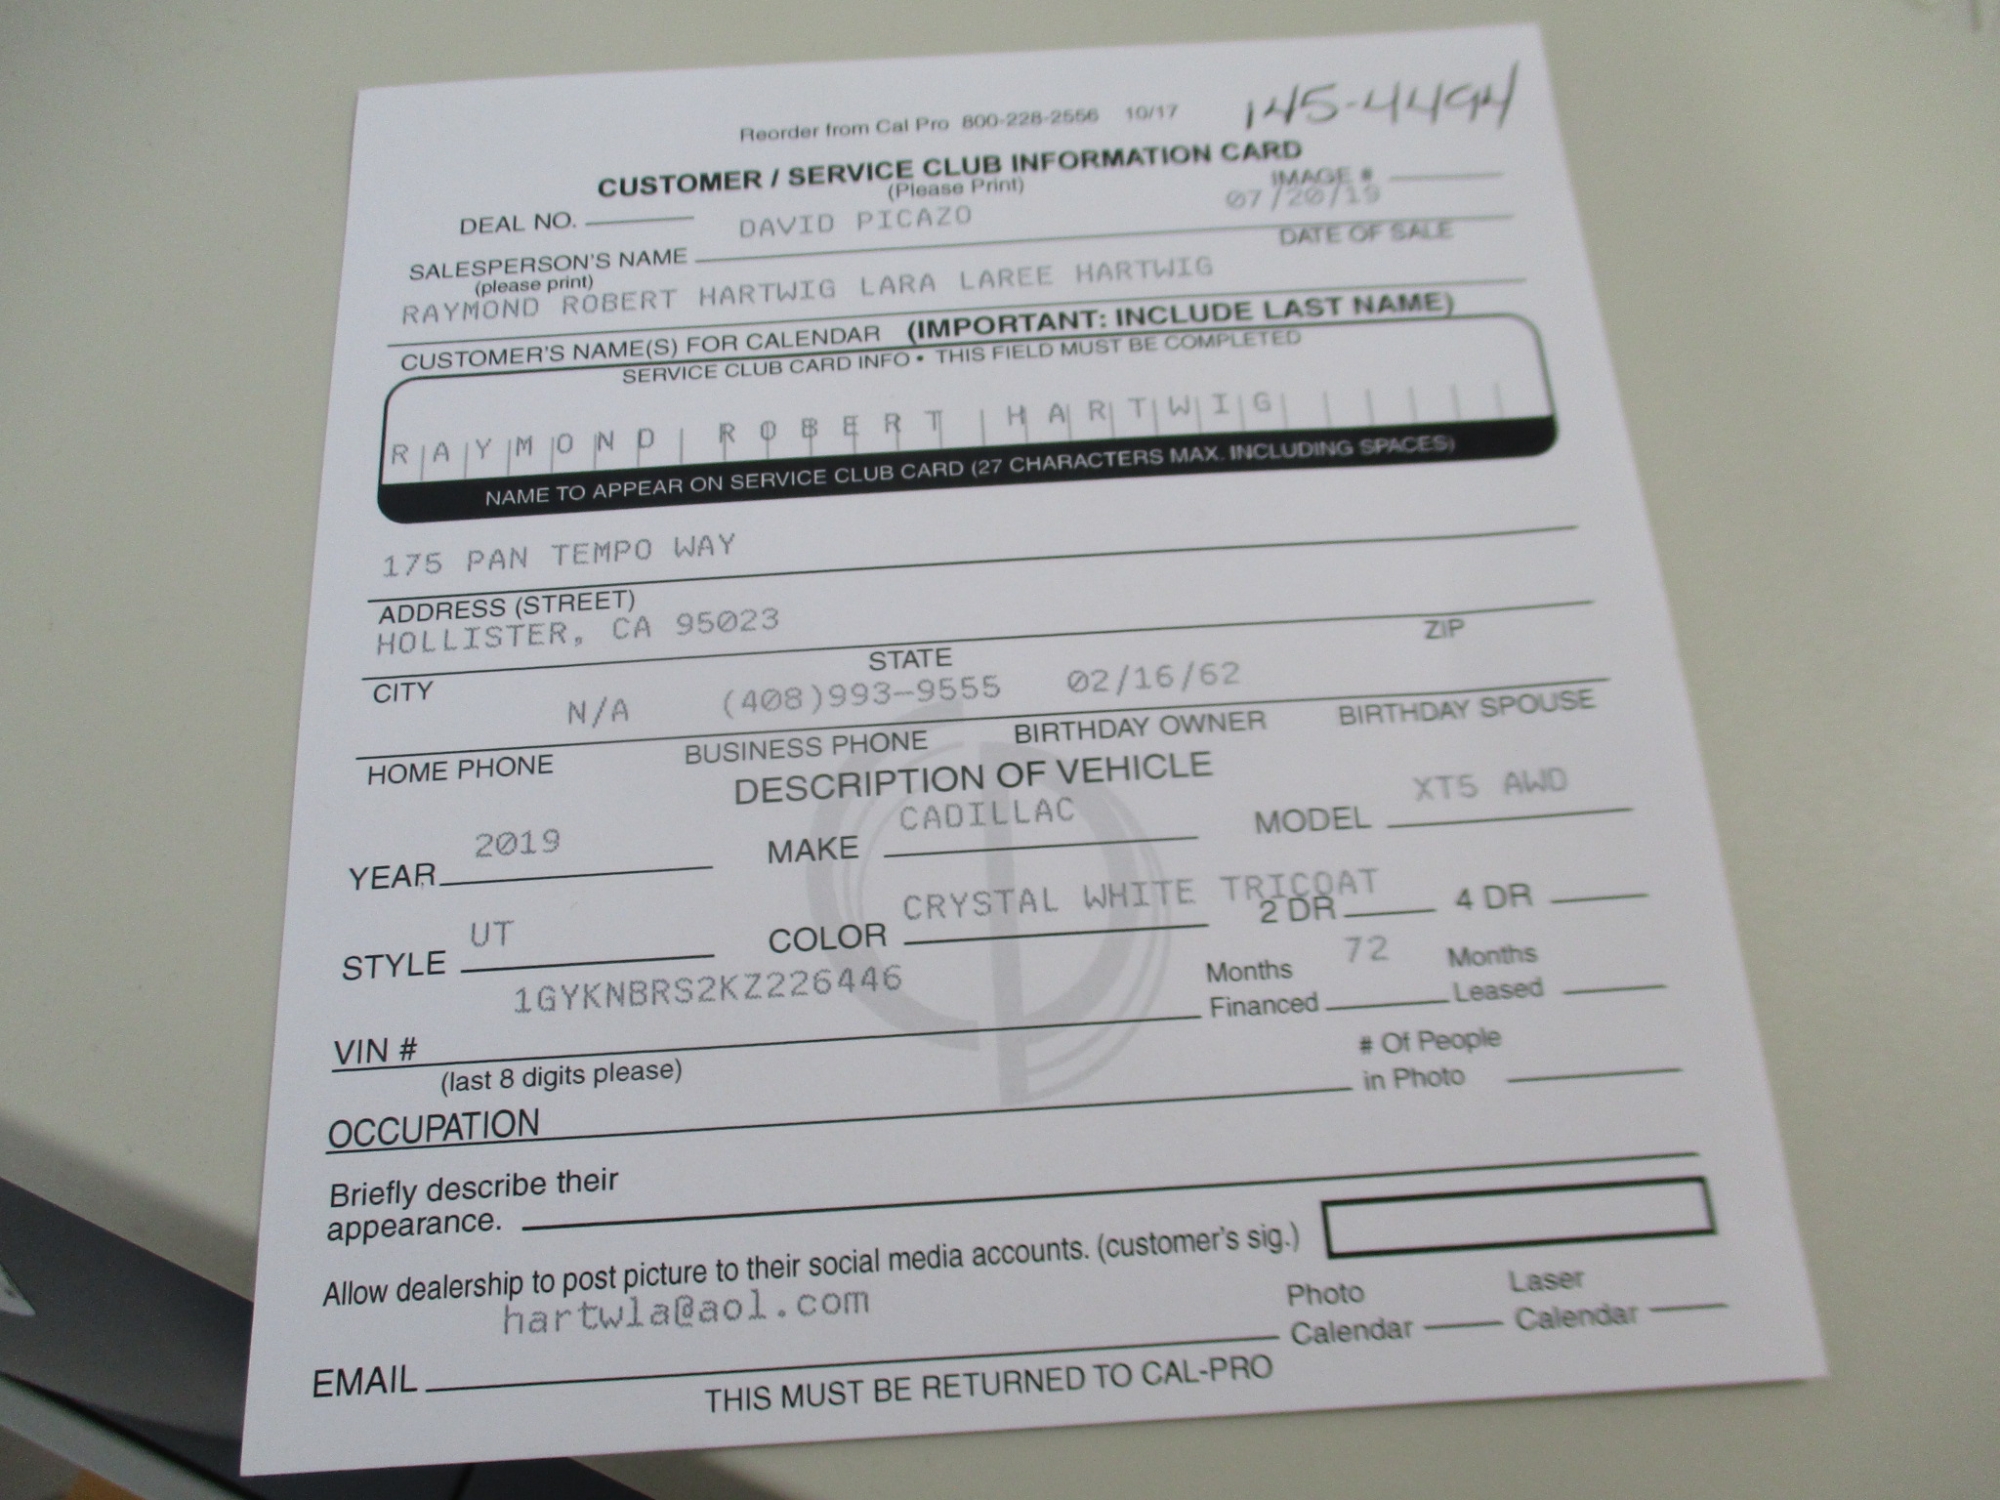 145-4494
Reorder from Cal Pro 800-228-2556 10/17
CUSTOMER / SERVICE CLUB INFORMATION CARD
(Please Print)
IMAGE #
DEAL NO.
DAVID PICAZO 07/20/19
SALESPERSON'S NAME DATE OF SALE
(please print)
RAYMOND ROBERT HARTWIG LARA LAREE HARTWIG
CUSTOMER'S NAME(S) FOR CALENDAR (IMPORTANT: INCLUDE LAST NAME)
SERVICE CLUB CARD INFO • THIS FIELD MUST BE COMPLETED
RAYMOND ROBERT HARTWIG
NAME TO APPEAR ON SERVICE CLUB CARD (27 CHARACTERS MAX. INCLUDING SPACES)
175 PAN TEMPO WAY
ADDRESS (STREET)
HOLLISTER, CA 95023
CITY STATE ZIP
N/A (408)993-9555 02/16/62
HOME PHONE BUSINESS PHONE BIRTHDAY OWNER BIRTHDAY SPOUSE
DESCRIPTION OF VEHICLE
2019 CADILLAC XT5 AWD
YEAR MAKE MODEL
UT CRYSTAL WHITE TRICOAT
STYLE COLOR 2 DR 4 DR
1GYKNBRS2KZ226446
VIN #
(last 8 digits please)
72
Months Financed Months Leased
OCCUPATION
# Of People in Photo
Briefly describe their
appearance.
Allow dealership to post picture to their social media accounts. (customer's sig.)
hartwla@aol.com
EMAIL
Photo Calendar Laser Calendar
THIS MUST BE RETURNED TO CAL-PRO